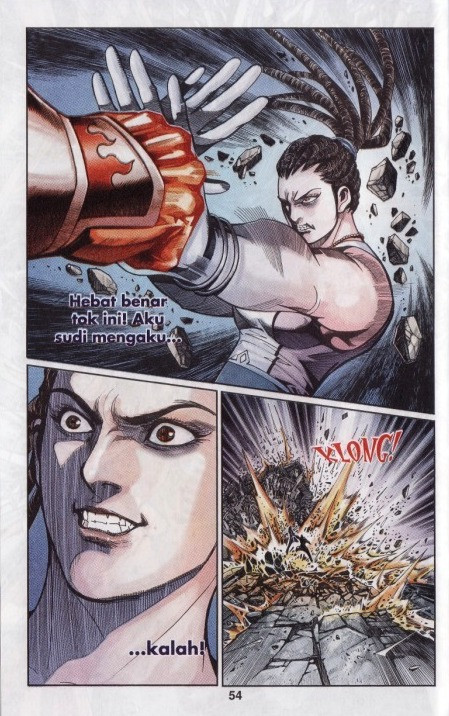 Hebat benar
tok ini! Aku
sudi mengaku...
KLONG!
...kalah!
54